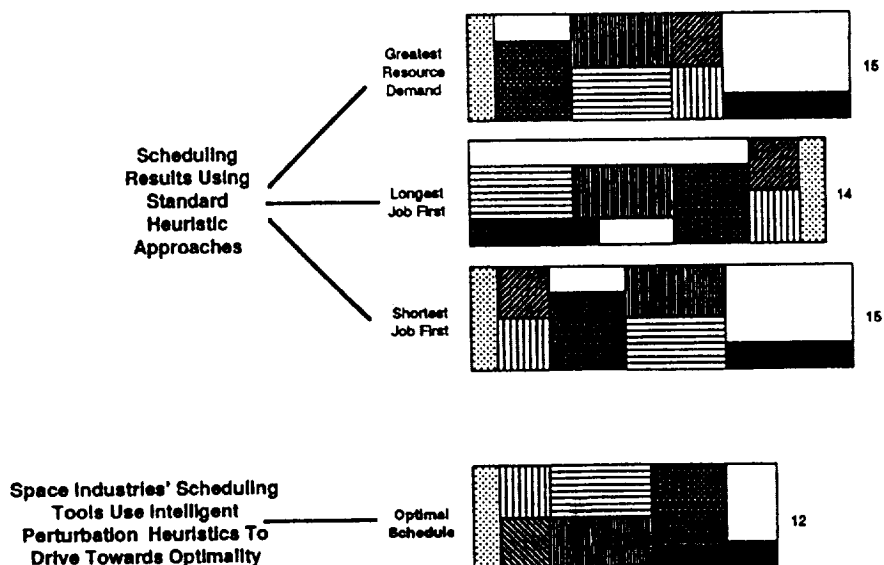 Greatest
Resource
Demand
15
Scheduling
Results Using
Standard
Heuristic
Approaches
Longest
Job First
14
Shortest
Job First
15
Space Industries' Scheduling
Tools Use Intelligent
Perturbation Heuristics To
Drive Towards Optimality
Optimal
Schedule
12